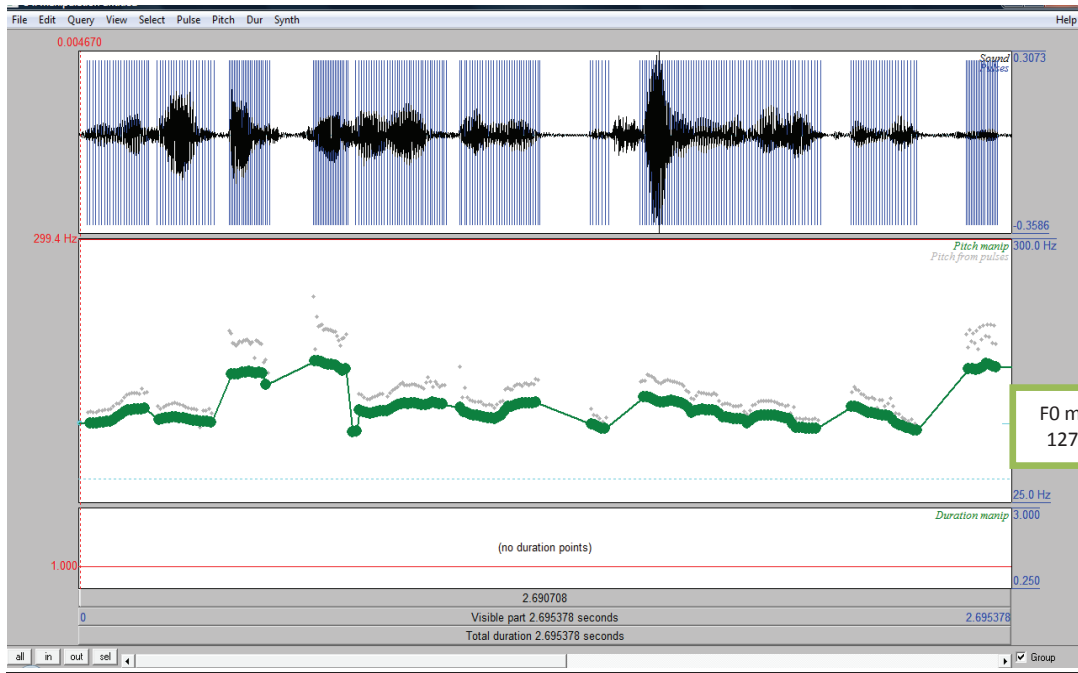 File Edit Query View Select Pulse Pitch Dur Synth Help
0.004670
Sound 0.3073
Pulses
-0.3586
299.4 Hz
Pitch manip 300.0 Hz
Pitch from pulses
F0 m
127
25.0 Hz
Duration manip 3.000
(no duration points)
1.000
0.250
2.690708
0 Visible part 2.695378 seconds 2.695378
Total duration 2.695378 seconds
all in out sel Group